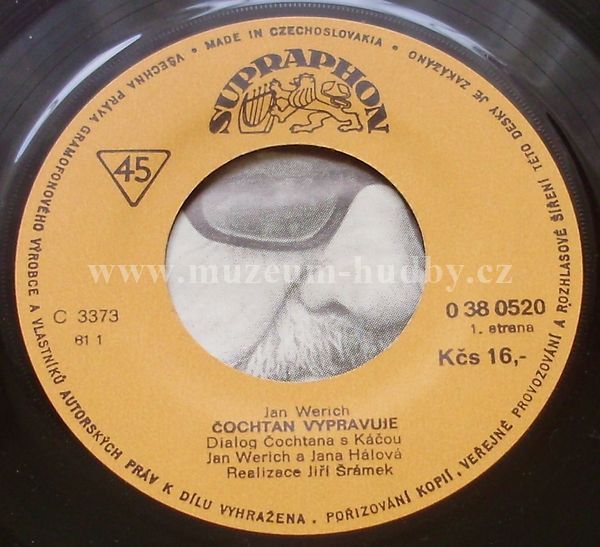 VŠECHNA PRÁVA GRAMOFONOVÉHO VÝROBCE A VLASTNÍKŮ AUTORSKÝCH PRÁV K DÍLU VYHRAŽENA . POŘIZOVÁNÍ KOPIÍ, VEŘEJNÉ PROVOZOVÁNÍ A ROZHLASOVÉ ŠÍŘENÍ TÉTO DESKY JE ZAKÁZÁNO • MADE IN CZECHOSLOVAKIA •
SUPRAPHON
45
www.muzeum-hudby.cz
C 3373
61 1
0 38 0520
1. strana
Kčs 16,-
Jan Werich
ČOCHTAN VYPRAVUJE
Dialog Čochtana s Káčou
Jan Werich a Jana Hálová
Realizace Jiří Šrámek